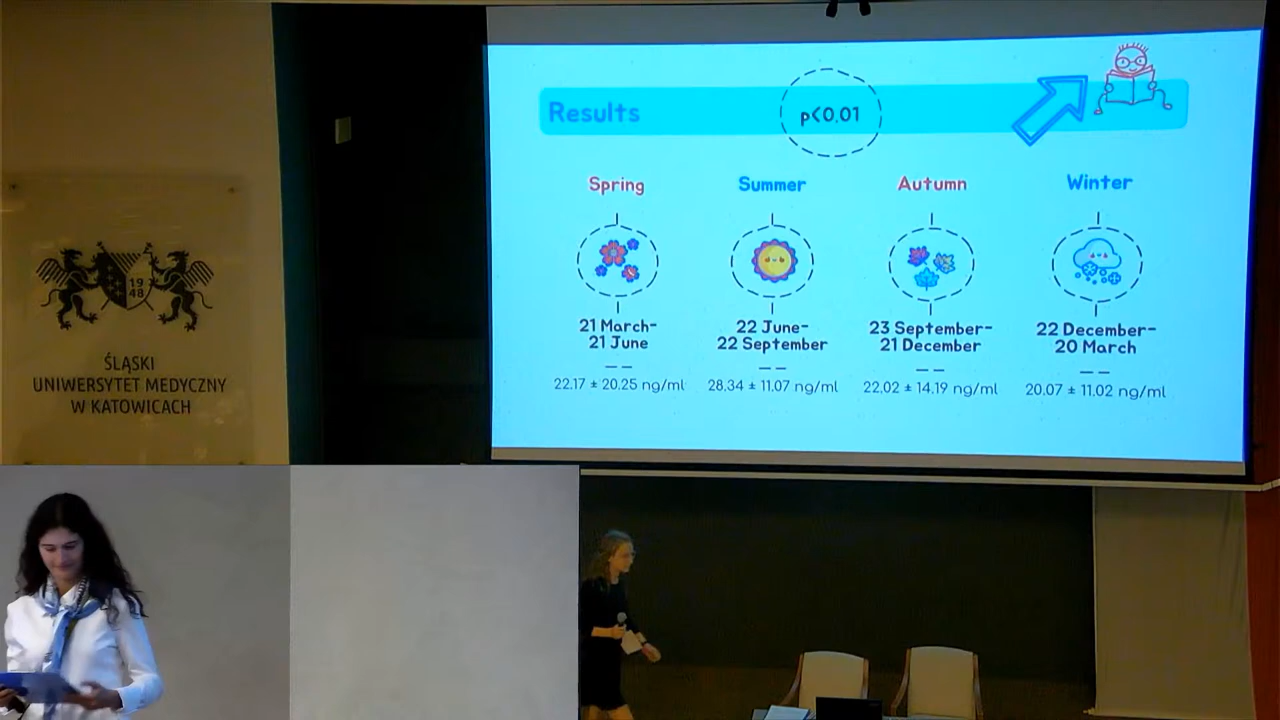 Results
p<0.01
Spring
Summer
Autumn
Winter
21 March-
21 June
22 June-
22 September
23 September-
21 December
22 December-
20 March
22.17 ± 20.25 ng/ml
28.34 ± 11.07 ng/ml
22.02 ± 14.19 ng/ml
20.07 ± 11.02 ng/ml
19
48
ŚLĄSKI
UNIWERSYTET MEDYCZNY
W KATOWICACH